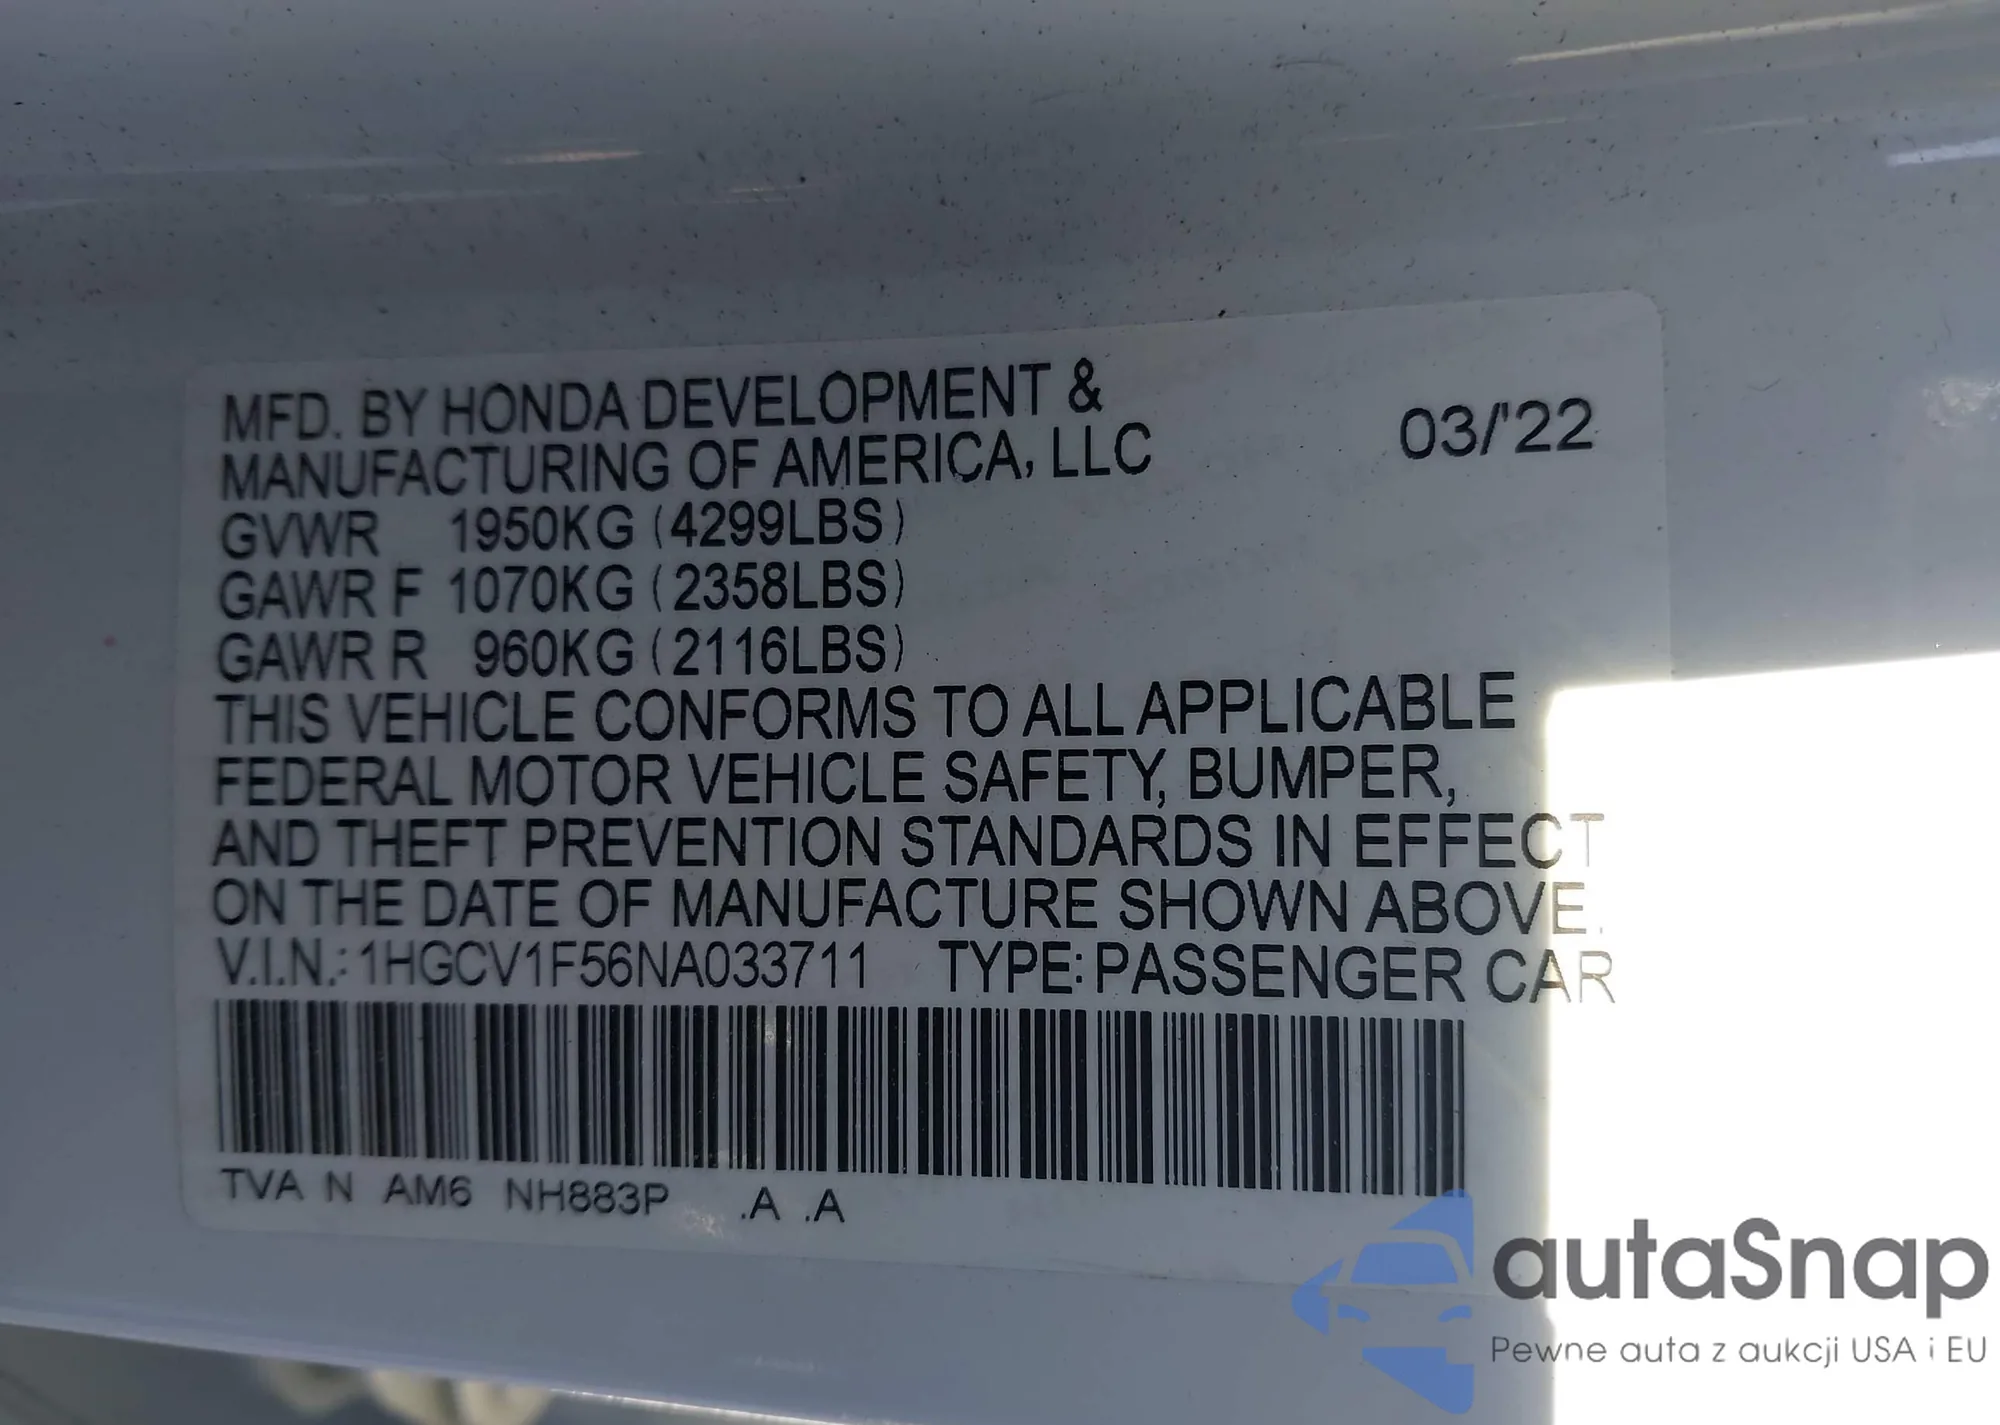 MFD. BY HONDA DEVELOPMENT &
MANUFACTURING OF AMERICA, LLC
03/'22
GVWR 1950KG (4299LBS)
GAWR F 1070KG (2358LBS)
GAWR R 960KG (2116LBS)
THIS VEHICLE CONFORMS TO ALL APPLICABLE
FEDERAL MOTOR VEHICLE SAFETY, BUMPER,
AND THEFT PREVENTION STANDARDS IN EFFECT
ON THE DATE OF MANUFACTURE SHOWN ABOVE.
V.I.N.: 1HGCV1F56NA033711 TYPE: PASSENGER CAR
TVA N AM6 NH883P .A .A
autaSnap
Pewne auta z aukcji USA i EU